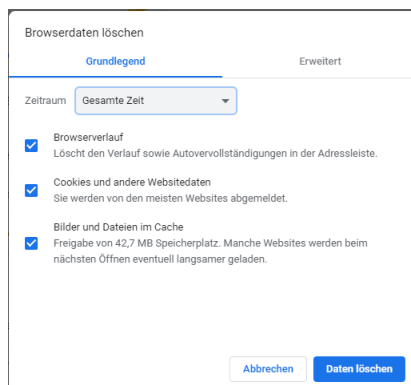 Browserdaten löschen
Grundlegend Erweitert
Zeitraum Gesamte Zeit
Browserverlauf
Löscht den Verlauf sowie Autovervollständigungen in der Adressleiste.
Cookies und andere Websitedaten
Sie werden von den meisten Websites abgemeldet.
Bilder und Dateien im Cache
Freigabe von 42,7 MB Speicherplatz. Manche Websites werden beim
nächsten Öffnen eventuell langsamer geladen.
Abbrechen Daten löschen